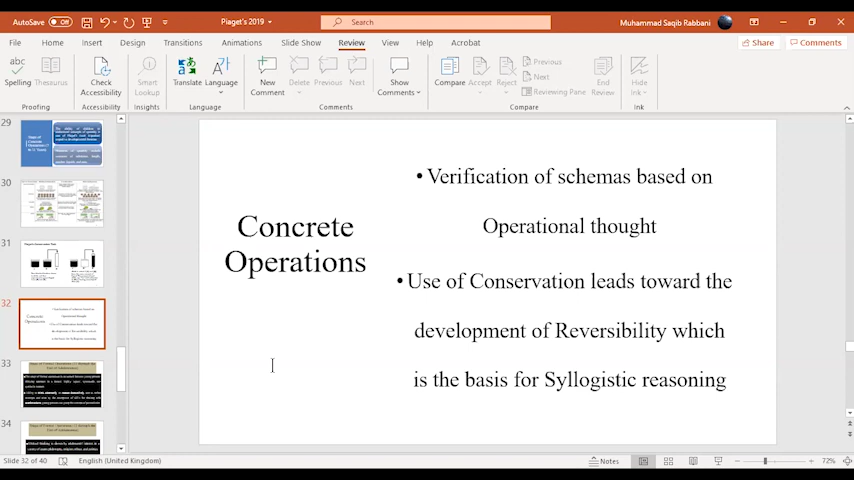 AutoSave Off
Piaget's 2019
Search
Muhammad Saqib Rabbani
File Home Insert Draw Design Transitions Animations Slide Show Review View Help Acrobat
Share Comments
Spelling Thesaurus
Proofing
Check Accessibility
Accessibility
Smart Lookup
Insights
Translate Language
Language
New Comment Delete Previous Next Show Comments
Comments
Compare Accept Reject
Previous
Next
Reviewing Pane
Compare
End Review
Hide Ink
Ink
29
30
31
32
33
34
Concrete
Operations
• Verification of schemas based on
Operational thought
• Use of Conservation leads toward the
development of Reversibility which
is the basis for Syllogistic reasoning
Slide 32 of 40
English (United Kingdom)
Notes
72%